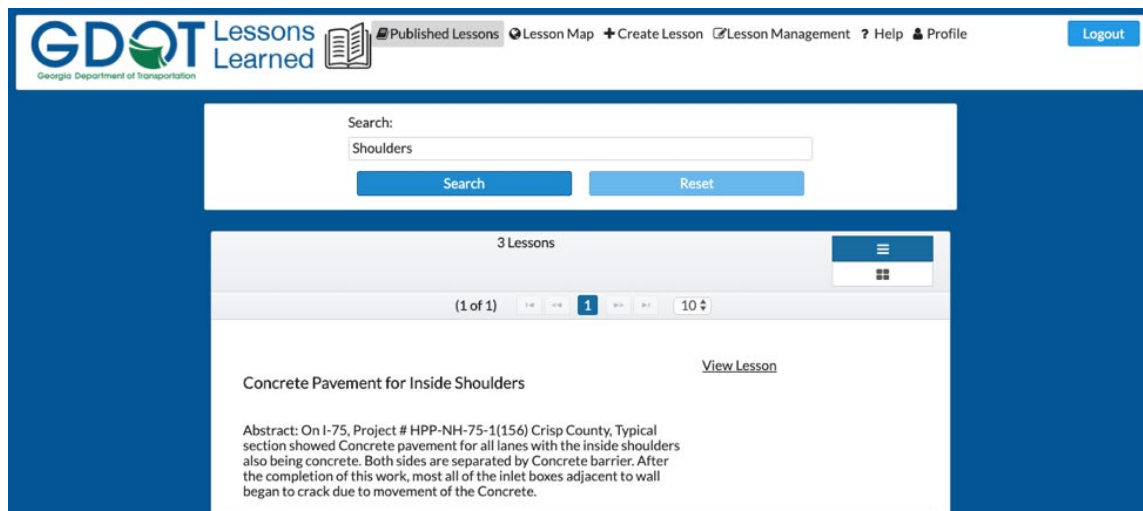 GDOT
Georgia Department of Transportation
Lessons
Learned
Published Lessons Lesson Map Create Lesson Lesson Management ? Help Profile
Logout
Search:
Shoulders
Search Reset
3 Lessons
(1 of 1) 1 10
View Lesson
Concrete Pavement for Inside Shoulders
Abstract: On I-75, Project # HPP-NH-75-1(156) Crisp County, Typical
section showed Concrete pavement for all lanes with the inside shoulders
also being concrete. Both sides are separated by Concrete barrier. After
the completion of this work, most all of the inlet boxes adjacent to wall
began to crack due to movement of the Concrete.